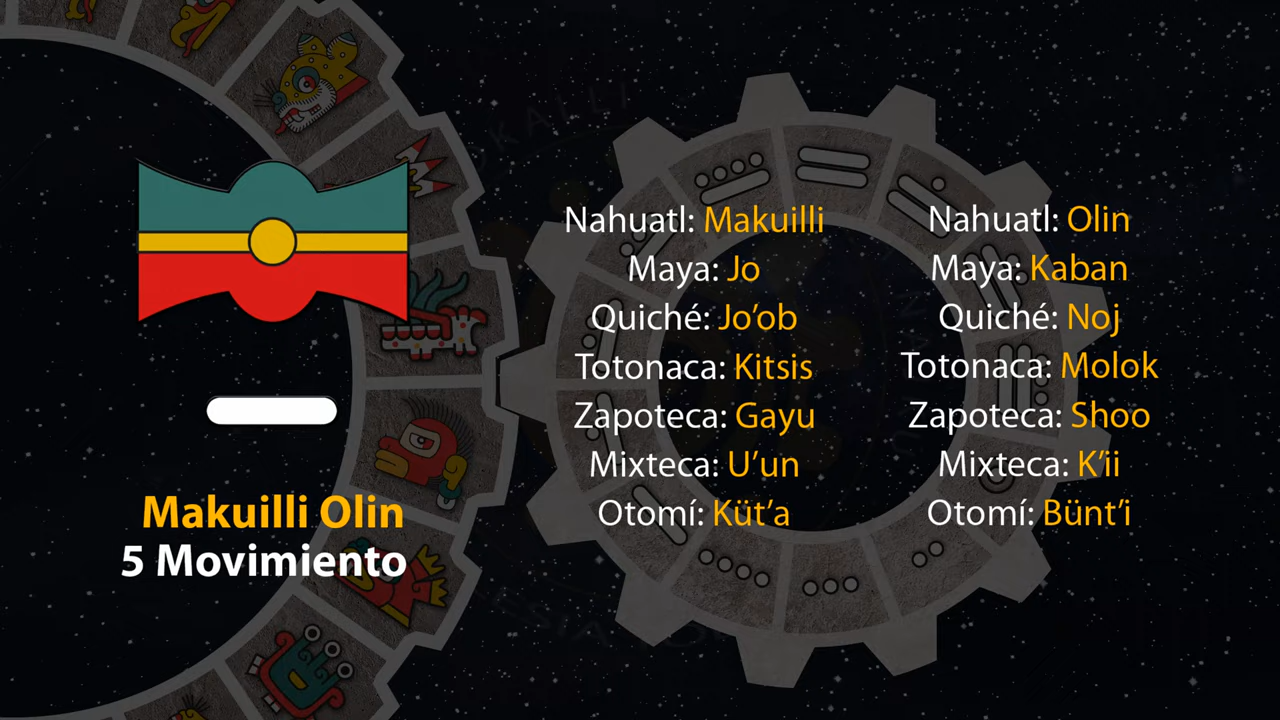 Nahuatl: Makuilli
Maya: Jo
Quiché: Jo’ob
Totonaca: Kitsis
Zapoteca: Gayu
Mixteca: U’un
Otomí: Küt’a
Nahuatl: Olin
Maya: Kaban
Quiché: Noj
Totonaca: Molok
Zapoteca: Shoo
Mixteca: K’ii
Otomí: Bünt’i
Makuilli Olin
5 Movimiento